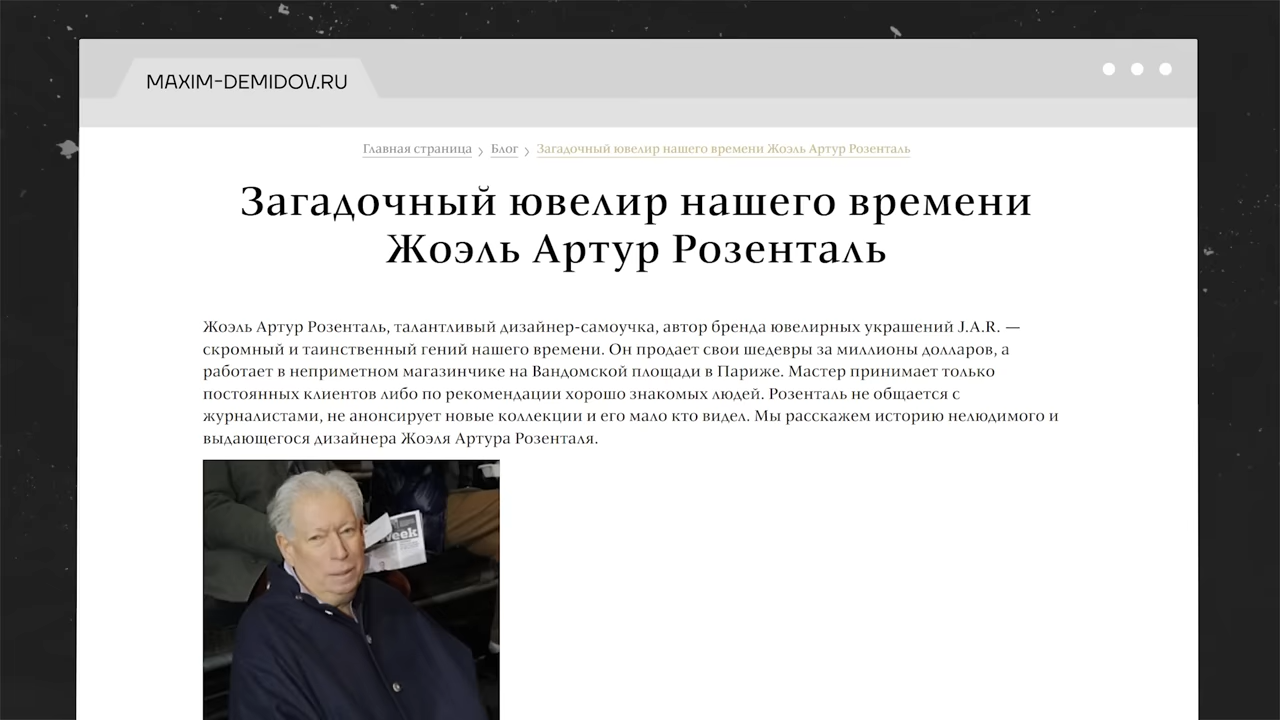 MAXIM-DEMIDOV.RU
Главная страница > Блог > Загадочный ювелир нашего времени Жоэль Артур Розенталь
Загадочный ювелир нашего времени
Жоэль Артур Розенталь
Жоэль Артур Розенталь, талантливый дизайнер-самоучка, автор бренда ювелирных украшений J.A.R. —
скромный и таинственный гений нашего времени. Он продает свои шедевры за миллионы долларов, а
работает в неприметном магазинчике на Вандомской площади в Париже. Мастер принимает только
постоянных клиентов либо по рекомендации хорошо знакомых людей. Розенталь не общается с
журналистами, не анонсирует новые коллекции и его мало кто видел. Мы расскажем историю нелюдимого и
выдающегося дизайнера Жоэля Артура Розенталя.
eek